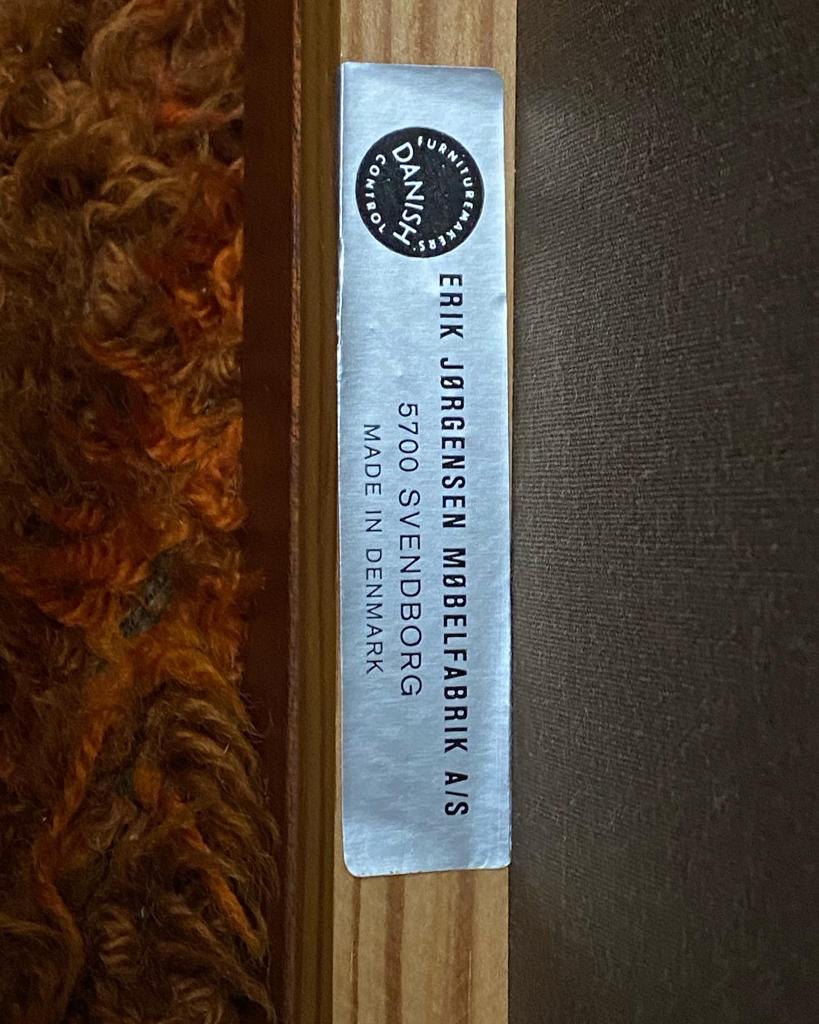 FURNITUREMAKERS'
DANISH
CONTROL
ERIK JØRGENSEN MØBELFABRIK A/S
5700 SVENDBORG
MADE IN DENMARK